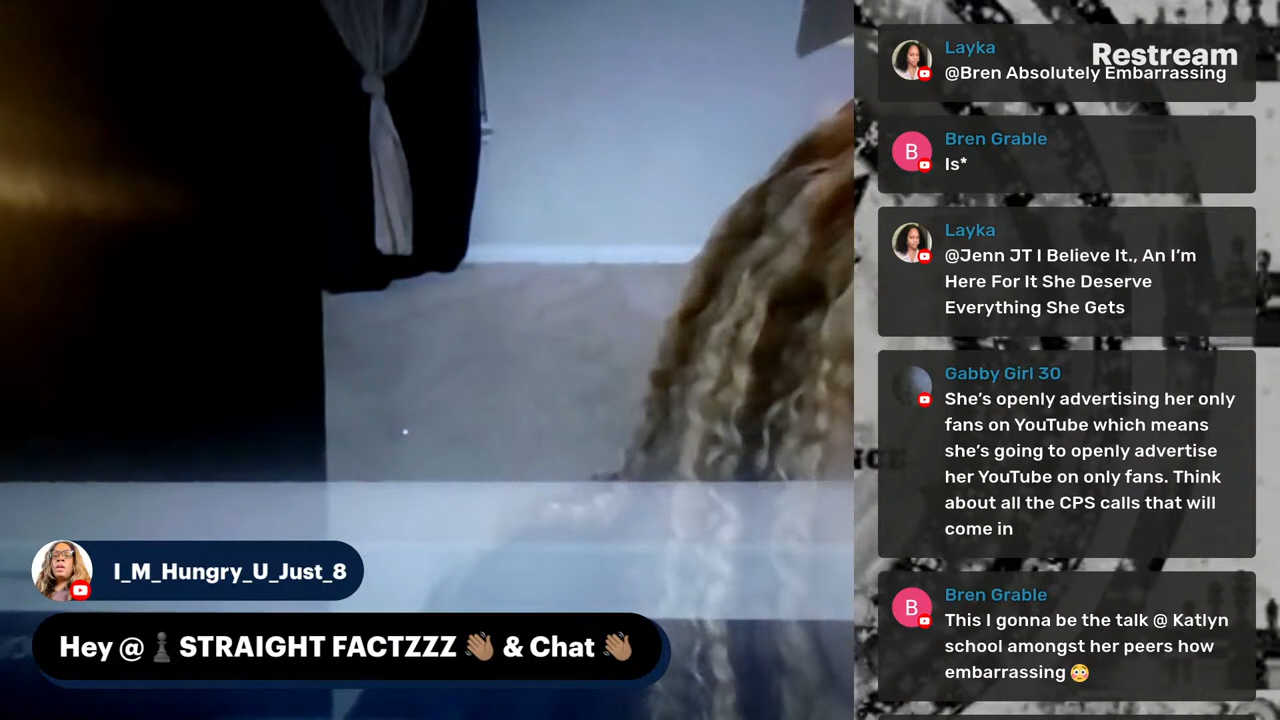 Restream
Layka
@Bren Absolutely Embarrassing
Bren Grable
Is*
Layka
@Jenn JT I Believe It., An I’m
Here For It She Deserve
Everything She Gets
Gabby Girl 30
She’s openly advertising her only
fans on YouTube which means
she’s going to openly advertise
her YouTube on only fans. Think
about all the CPS calls that will
come in
B Bren Grable
This I gonna be the talk @ Katlyn
school amongst her peers how
embarrassing 😳
I_M_Hungry_U_Just_8
Hey @♟️ STRAIGHT FACTZZZ 👋🏽 & Chat 👋🏽